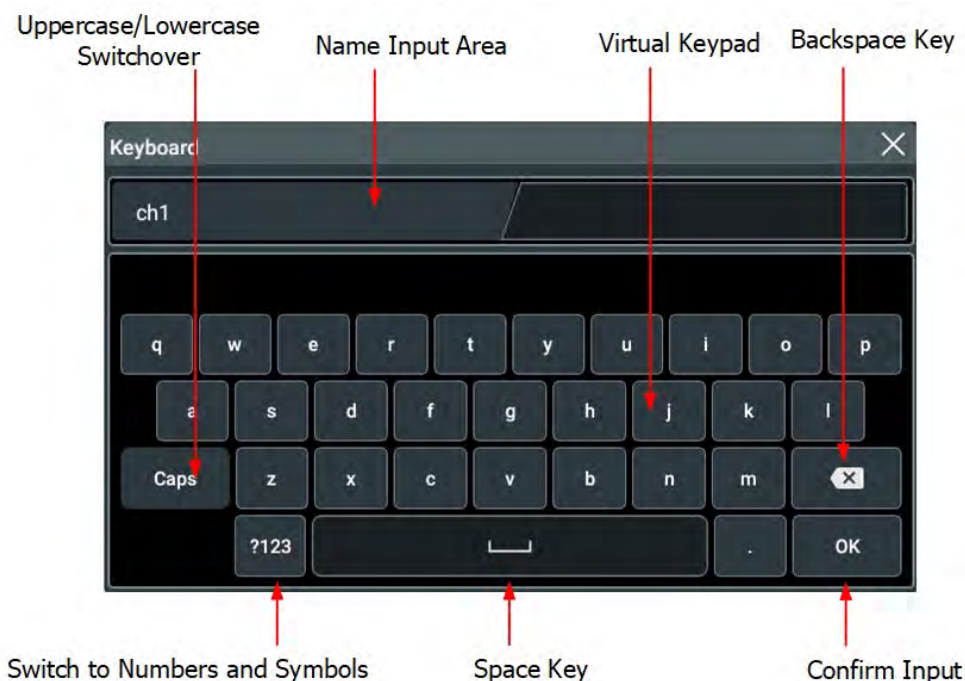 Uppercase/Lowercase
Switchover
Name Input Area
Virtual Keypad
Backspace Key
Keyboard
ch1
q w e r t y u i o p
a s d f g h j k l
Caps z x c v b n m
?123 . OK
Switch to Numbers and Symbols
Space Key
Confirm Input